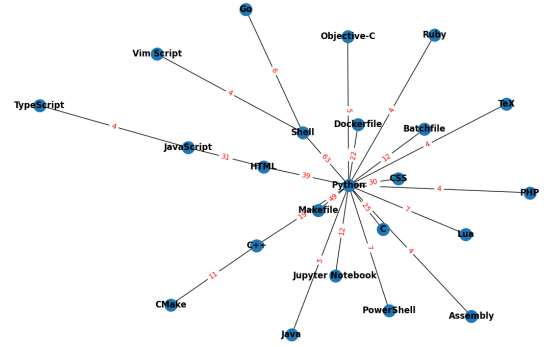 Go
Objective-C
Ruby
Vim Script
5
4
6
TypeScript
4
TeX
Dockerfile
Batchfile
4
Shell
4
JavaScript
31
63
22
12
HTML
39
Python
30
CSS
4
PHP
49
Makefile
25
7
19
C
Lua
12
C++
7
4
5
11
Jupyter Notebook
CMake
PowerShell
Assembly
Java